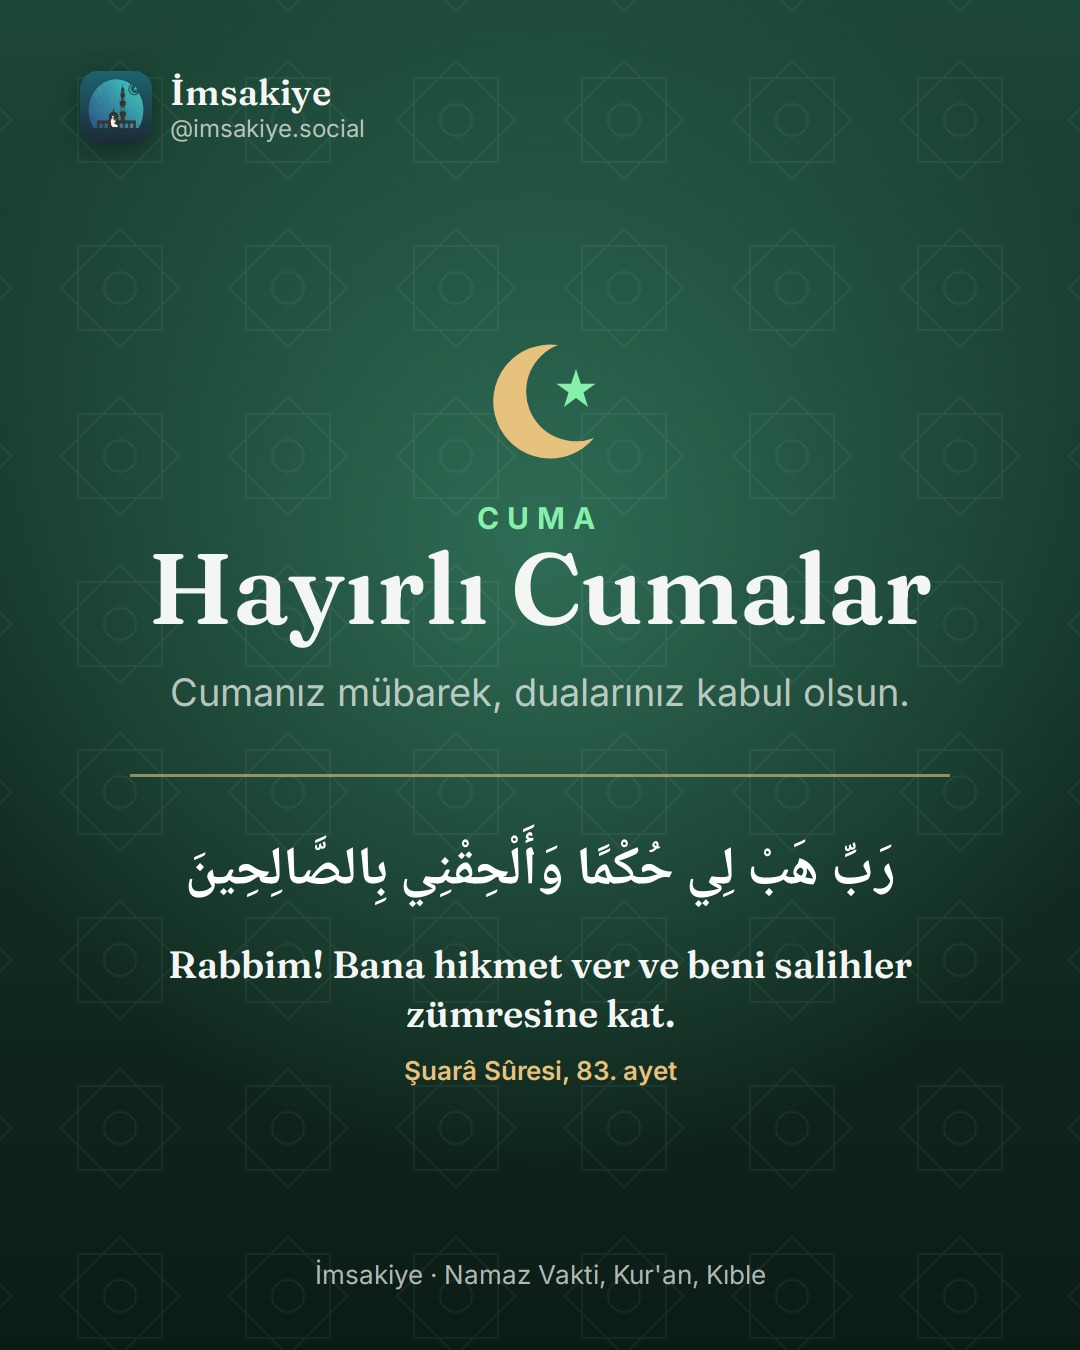 İmsakiye
@imsakiye.social
CUMA
Hayırlı Cumalar
Cumanız mübarek, dualarınız kabul olsun.
رَبِّ هَبْ لِي حُكْمًا وَأَلْحِقْنِي بِالصَّالِحِينَ
Rabbim! Bana hikmet ver ve beni salihler
zümresine kat.
Şuarâ Sûresi, 83. ayet
İmsakiye · Namaz Vakti, Kur'an, Kıble